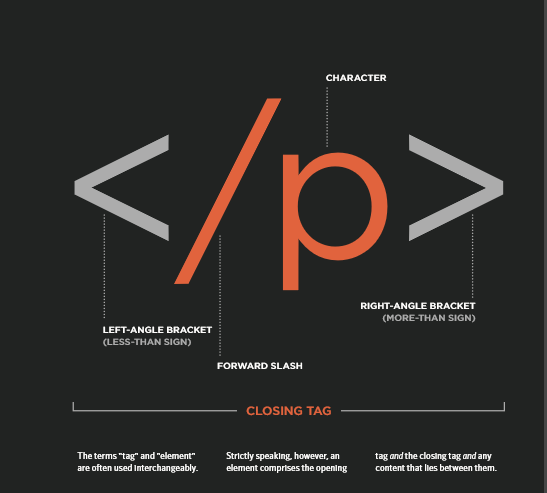 CHARACTER
</p>
LEFT-ANGLE BRACKET
(LESS-THAN SIGN)
RIGHT-ANGLE BRACKET
(MORE-THAN SIGN)
FORWARD SLASH
CLOSING TAG
The terms "tag" and "element"
are often used interchangeably.
Strictly speaking, however, an
element comprises the opening
tag and the closing tag and any
content that lies between them.